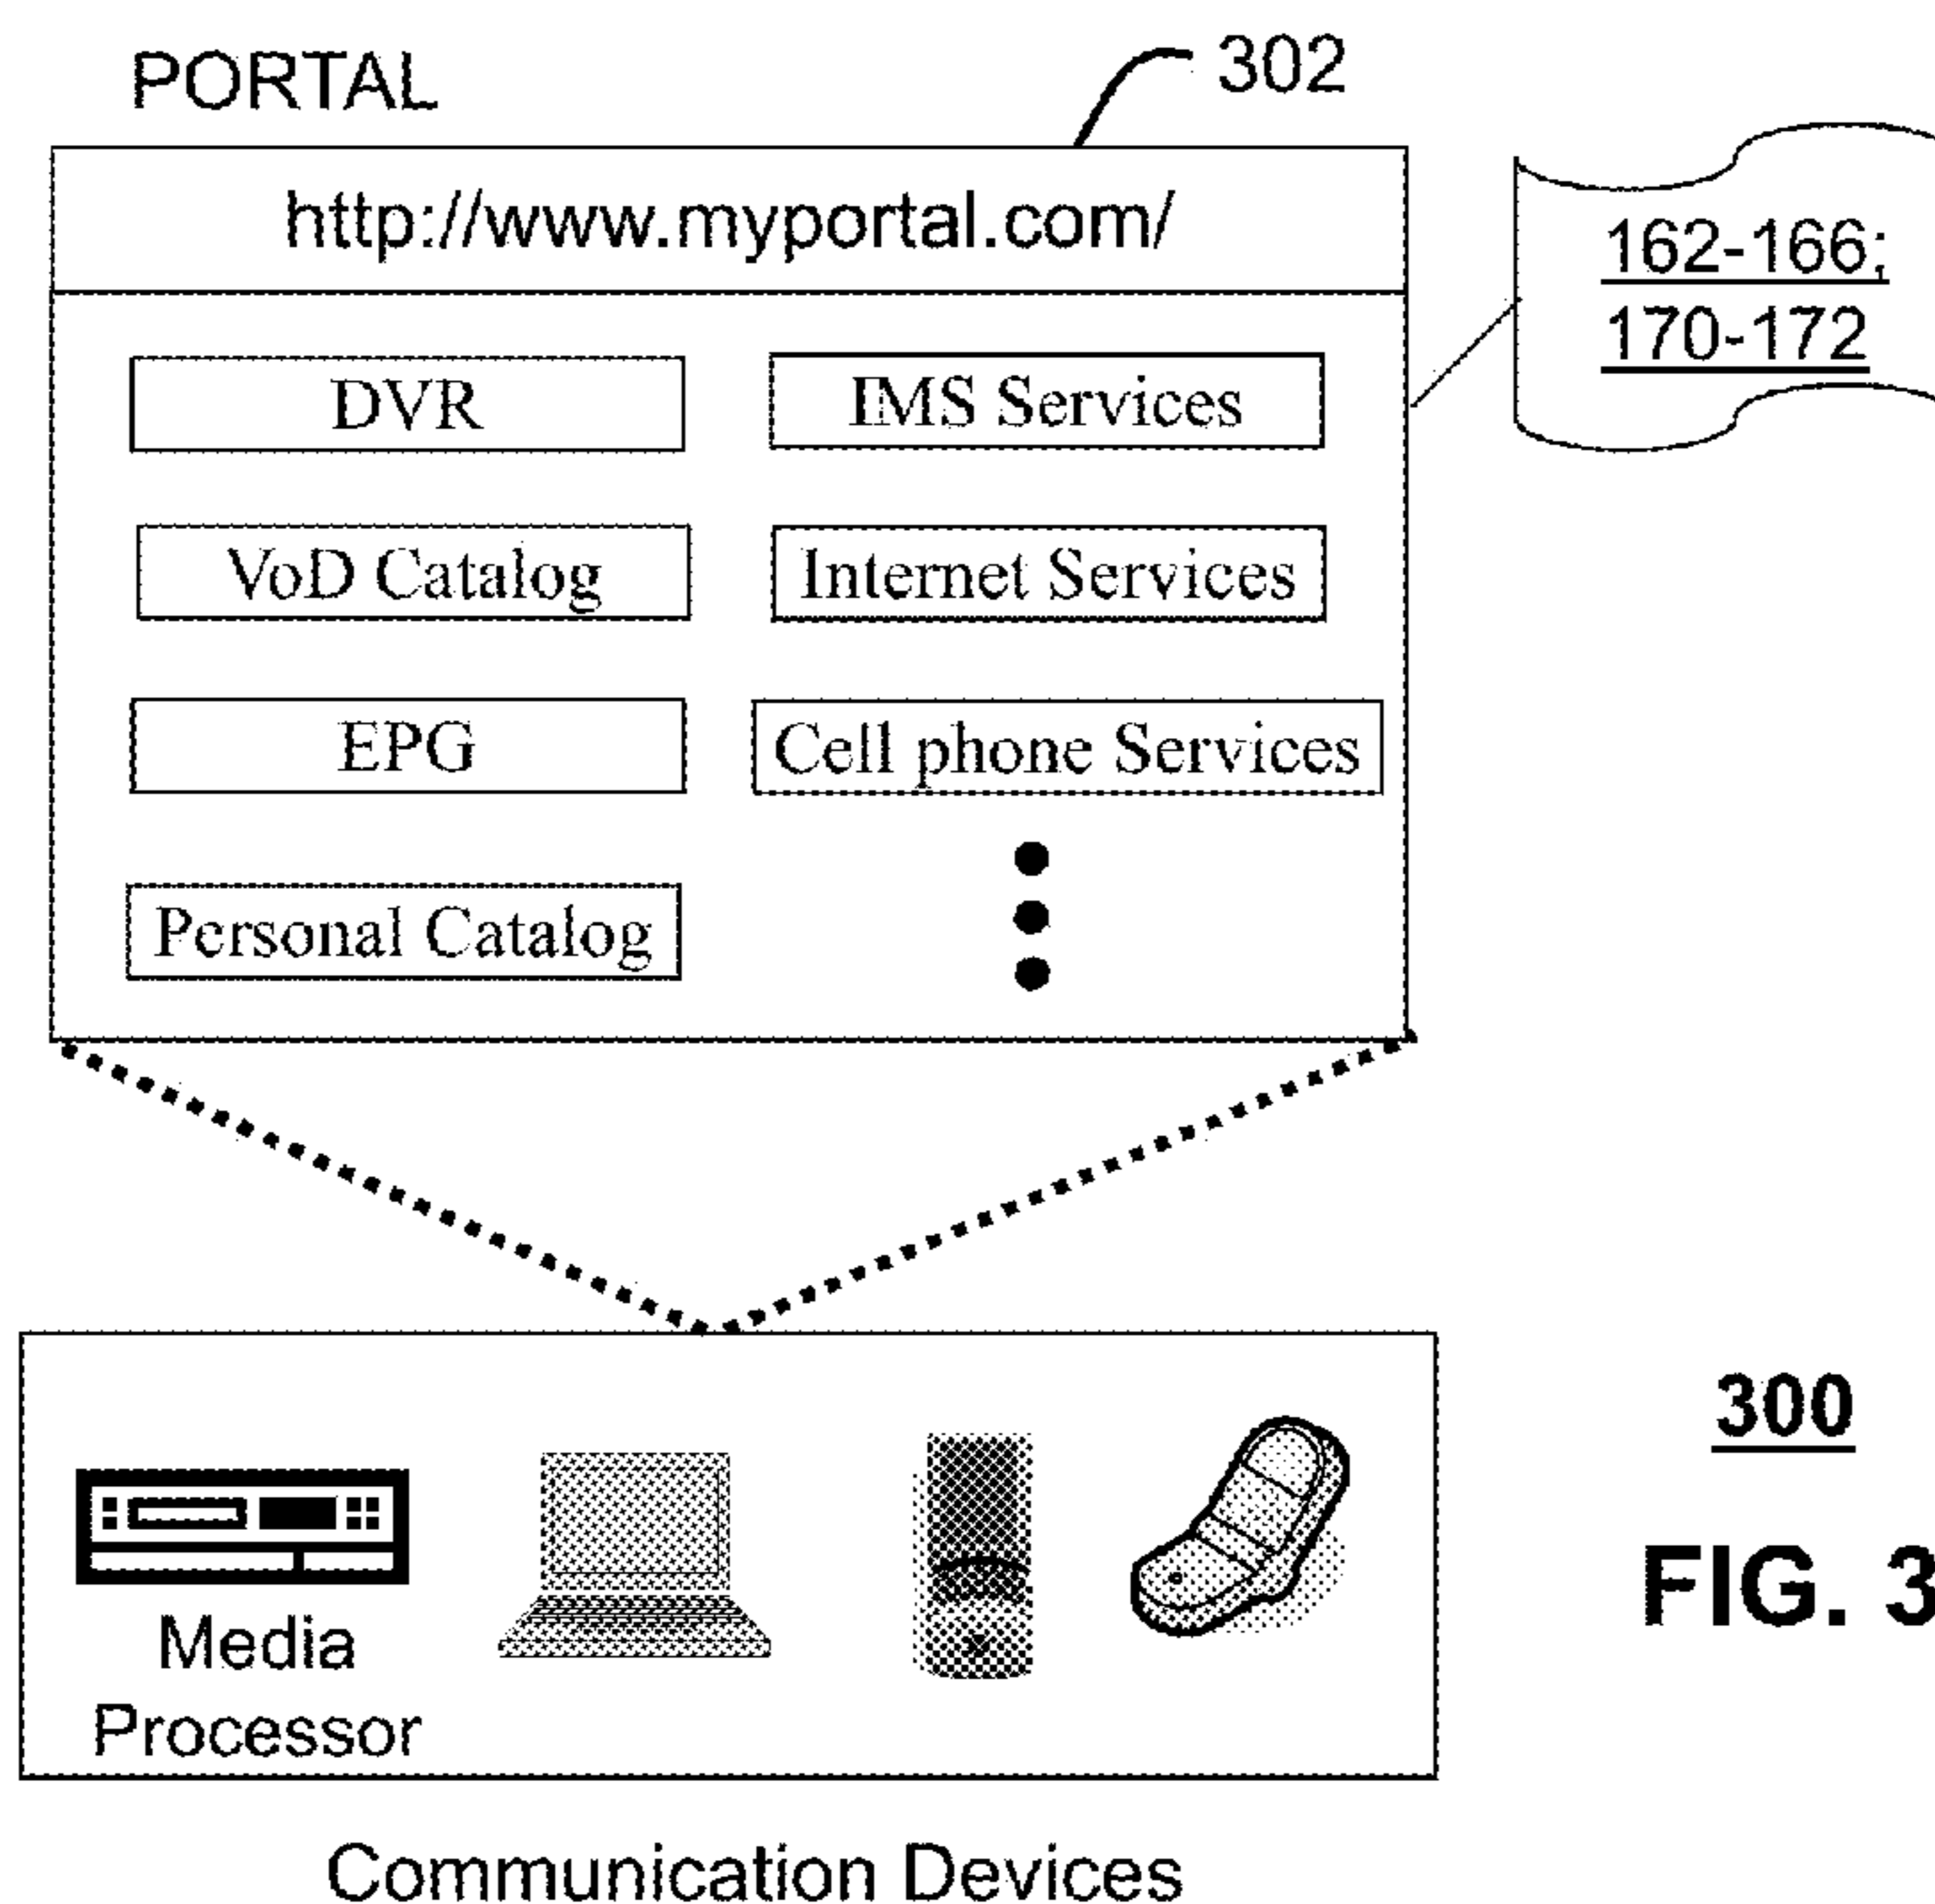 PORTAL
302
http://www.myportal.com/
162-166;
170-172
DVR
IMS Services
VoD Catalog
Internet Services
EPG
Cell phone Services
Personal Catalog
300
FIG. 3
Media
Processor
Communication Devices